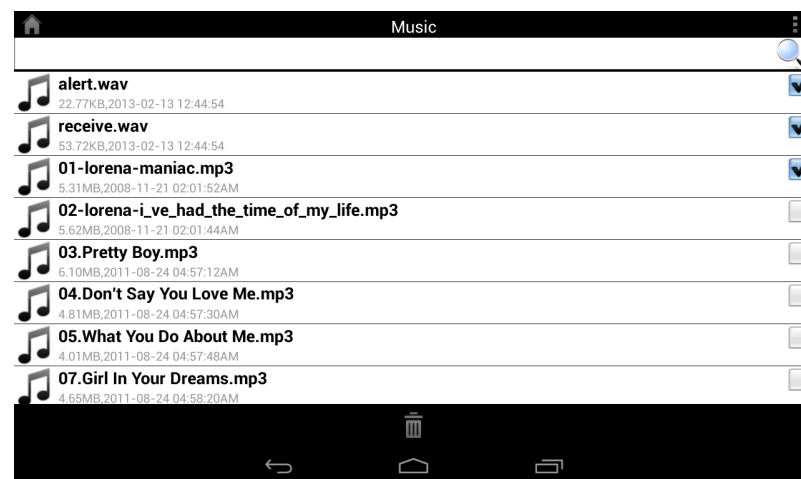 Music
alert.wav
22.77KB,2013-02-13 12:44:54
receive.wav
53.72KB,2013-02-13 12:44:54
01-lorena-maniac.mp3
5.31MB,2008-11-21 02:01:52AM
02-lorena-i_ve_had_the_time_of_my_life.mp3
5.62MB,2008-11-21 02:01:44AM
03.Pretty Boy.mp3
6.10MB,2011-08-24 04:57:12AM
04.Don't Say You Love Me.mp3
4.81MB,2011-08-24 04:57:30AM
05.What You Do About Me.mp3
4.01MB,2011-08-24 04:57:48AM
07.Girl In Your Dreams.mp3
4.65MB,2011-08-24 04:58:20AM